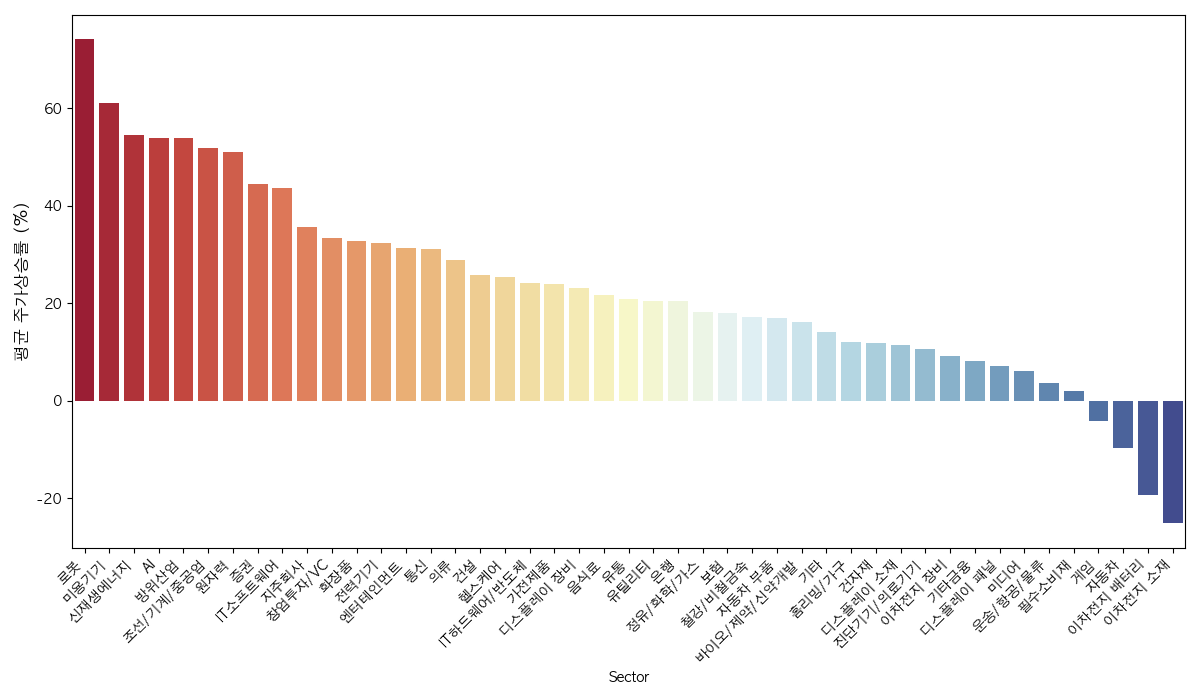 60
40
20
0
-20
평균 주가상승률 (%)
로봇
미용기기
신재생에너지
AI
방위산업
조선/기계/중공업
원자력
증권
IT소프트웨어
지주회사
창업투자/VC
화장품
전력기기
엔터테인먼트
통신
의류
건설
헬스케어
IT하드웨어/반도체
가전제품
디스플레이 장비
음식료
유통
유틸리티
은행
정유/화학/가스
보험
철강/비철금속
자동차 부품
바이오/제약/신약개발
기타
홈리빙/가구
건자재
디스플레이 소재
진단기기/의료기기
이차전지 장비
기타금융
디스플레이 패널
미디어
운송/항공/물류
필수소비재
게임
자동차
이차전지 배터리
이차전지 소재
Sector